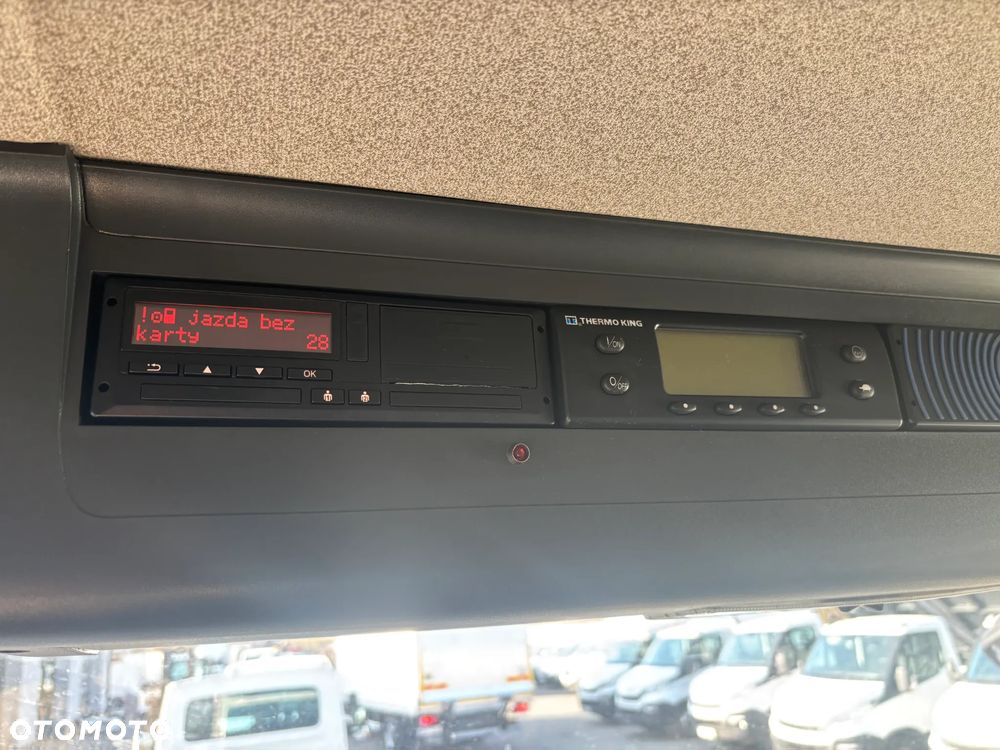 ! jazda bez
karty 28
OK
THERMO KING
I/ON
O/OFF
OTOMOTO